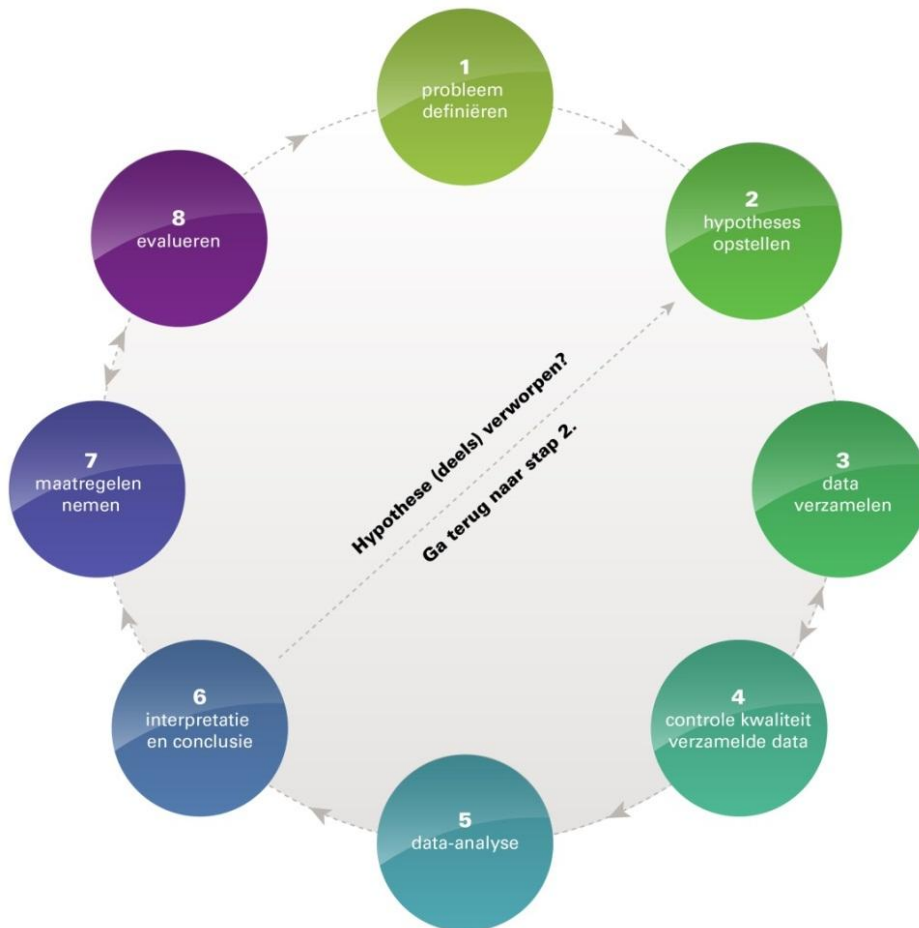 1
probleem
definiëren
2
hypotheses
opstellen
3
data
verzamelen
4
controle kwaliteit
verzamelde data
5
data-analyse
6
interpretatie
en conclusie
7
maatregelen
nemen
8
evalueren
Hypothese (deels) verworpen?
Ga terug naar stap 2.